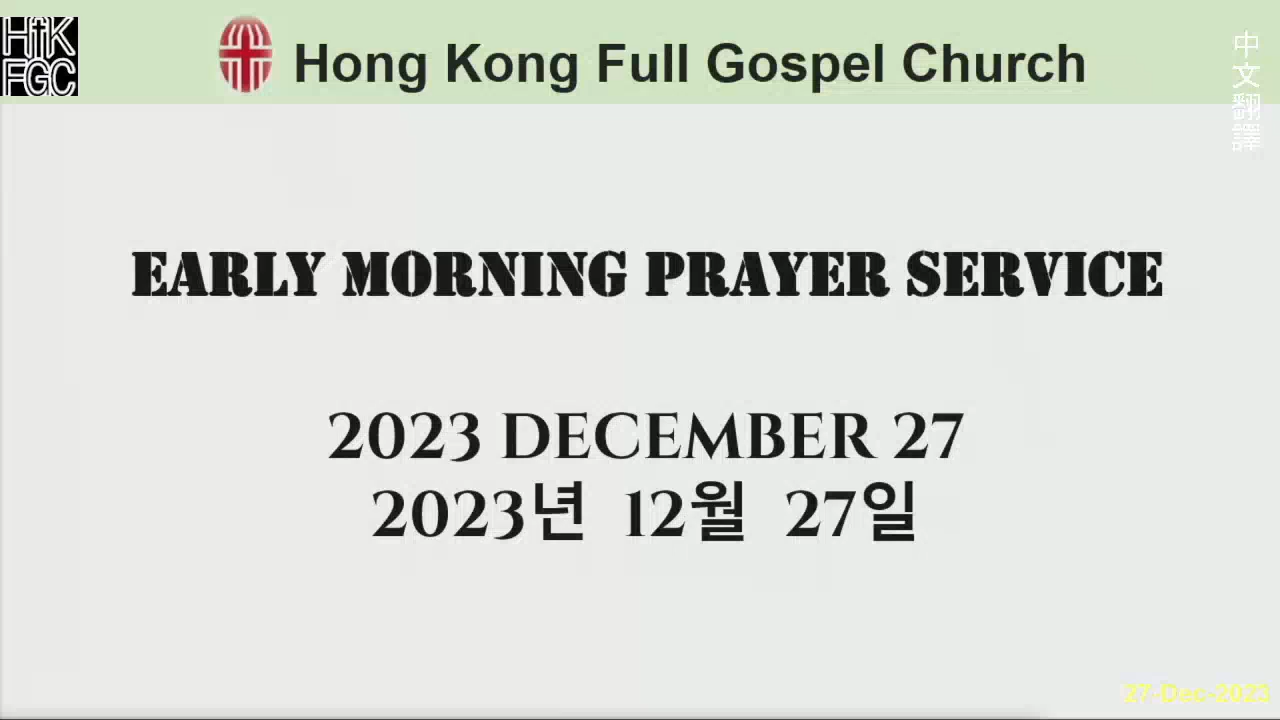 HK
FGC
Hong Kong Full Gospel Church
中文翻譯
EARLY MORNING PRAYER SERVICE
2023 DECEMBER 27
2023년 12월 27일
27-Dec-2023